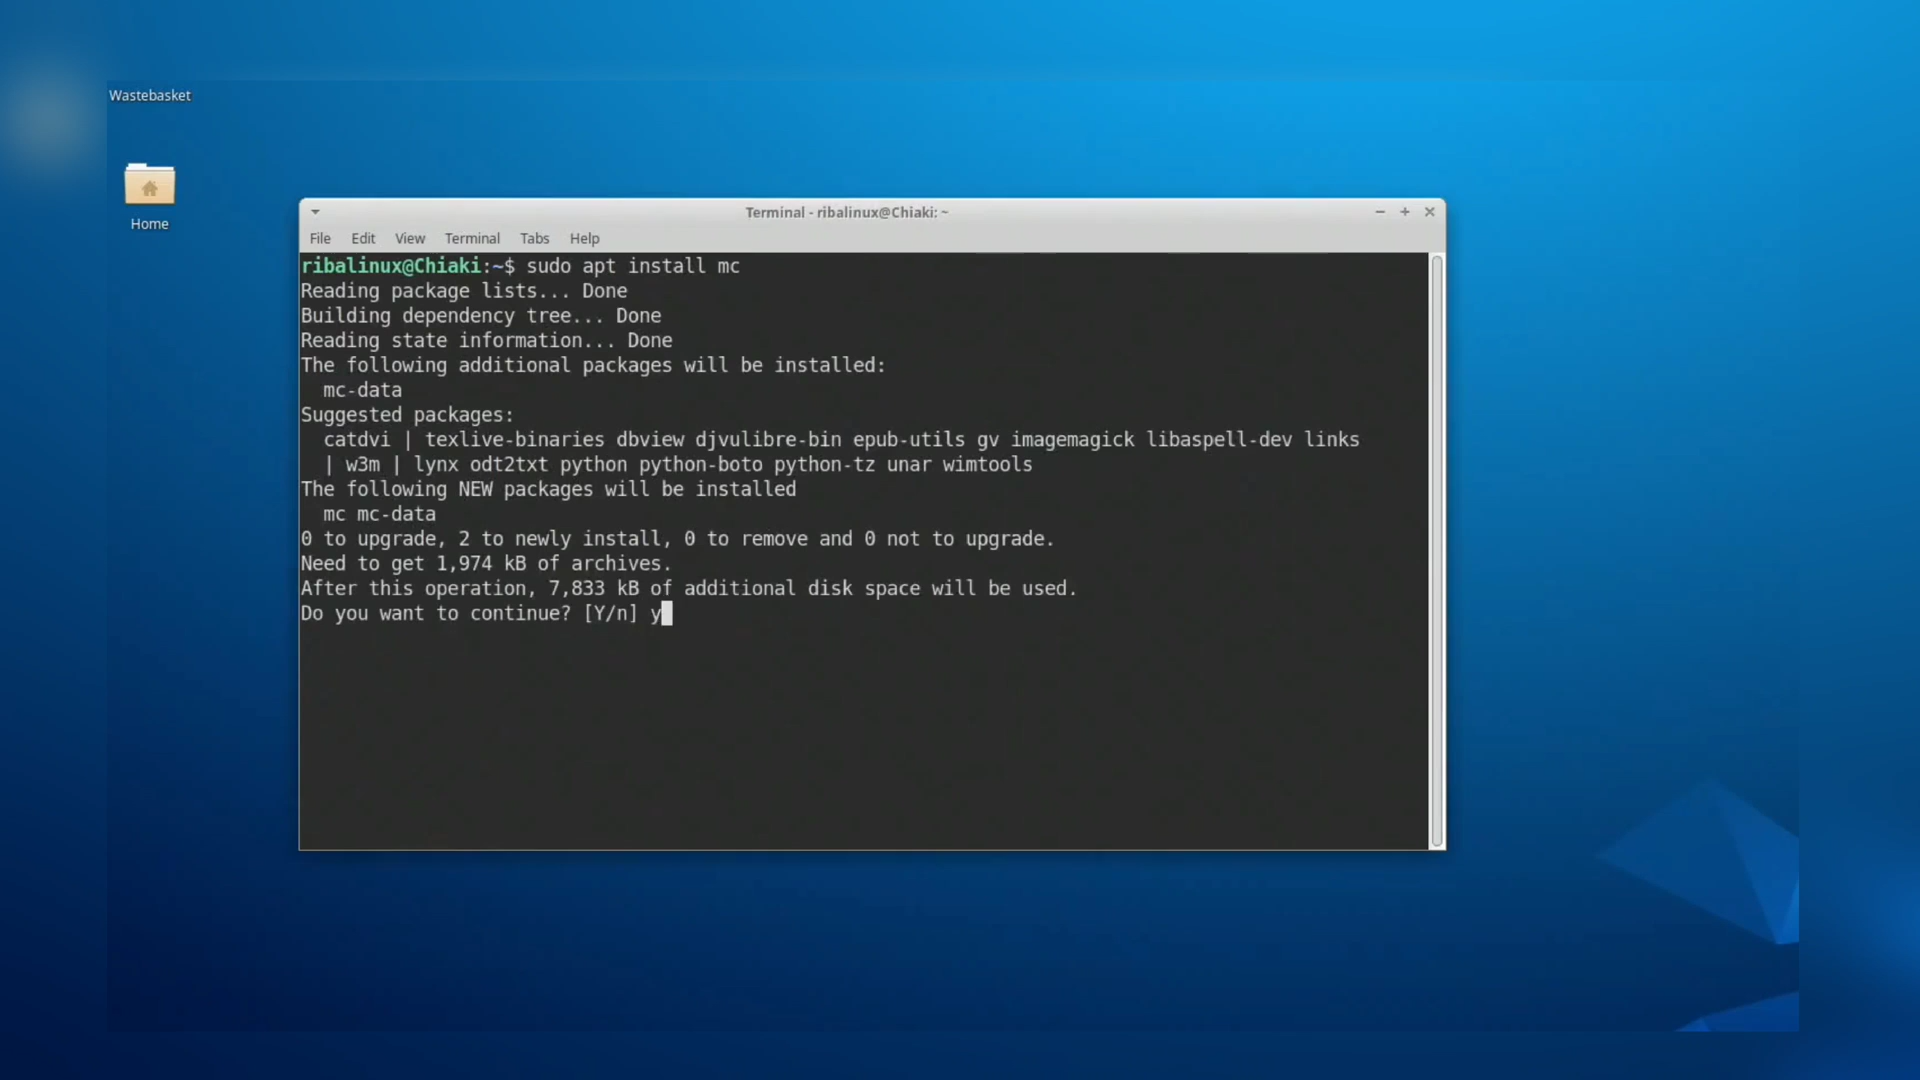 Wastebasket
Home
Terminal - ribalinux@Chiaki: ~
File Edit View Terminal Tabs Help
ribalinux@Chiaki:~$ sudo apt install mc
Reading package lists... Done
Building dependency tree... Done
Reading state information... Done
The following additional packages will be installed:
  mc-data
Suggested packages:
  catdvi | texlive-binaries dbview djvulibre-bin epub-utils gv imagemagick libaspell-dev links
  | w3m | lynx odt2txt python python-boto python-tz unar wimtools
The following NEW packages will be installed
  mc mc-data
0 to upgrade, 2 to newly install, 0 to remove and 0 not to upgrade.
Need to get 1,974 kB of archives.
After this operation, 7,833 kB of additional disk space will be used.
Do you want to continue? [Y/n] y